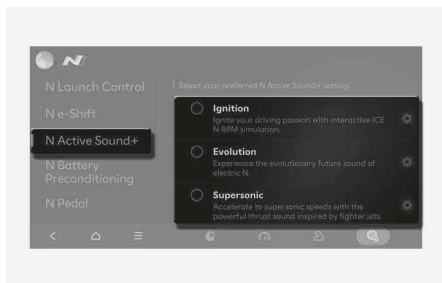 N
N Launch Control
Select your preferred N Active Sound+ setting.
N e-Shift
N Active Sound+
N Battery
Preconditioning
N Pedal
Ignition
Ignite your driving passion with interactive ICE
N RPM simulation.
Evolution
Experience the evolutionary future sound of
electric N.
Supersonic
Accelerate to supersonic speeds with the
powerful thrust sound inspired by fighter jets.